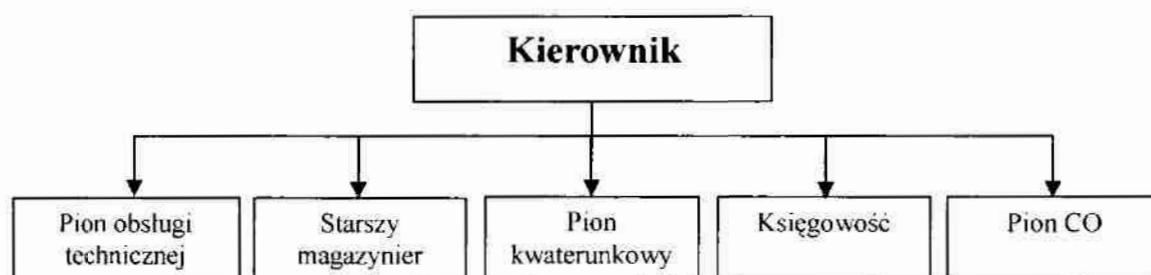 Kierownik
Pion obsługi
technicznej
Starszy
magazynier
Pion
kwaterunkowy
Księgowość
Pion CO